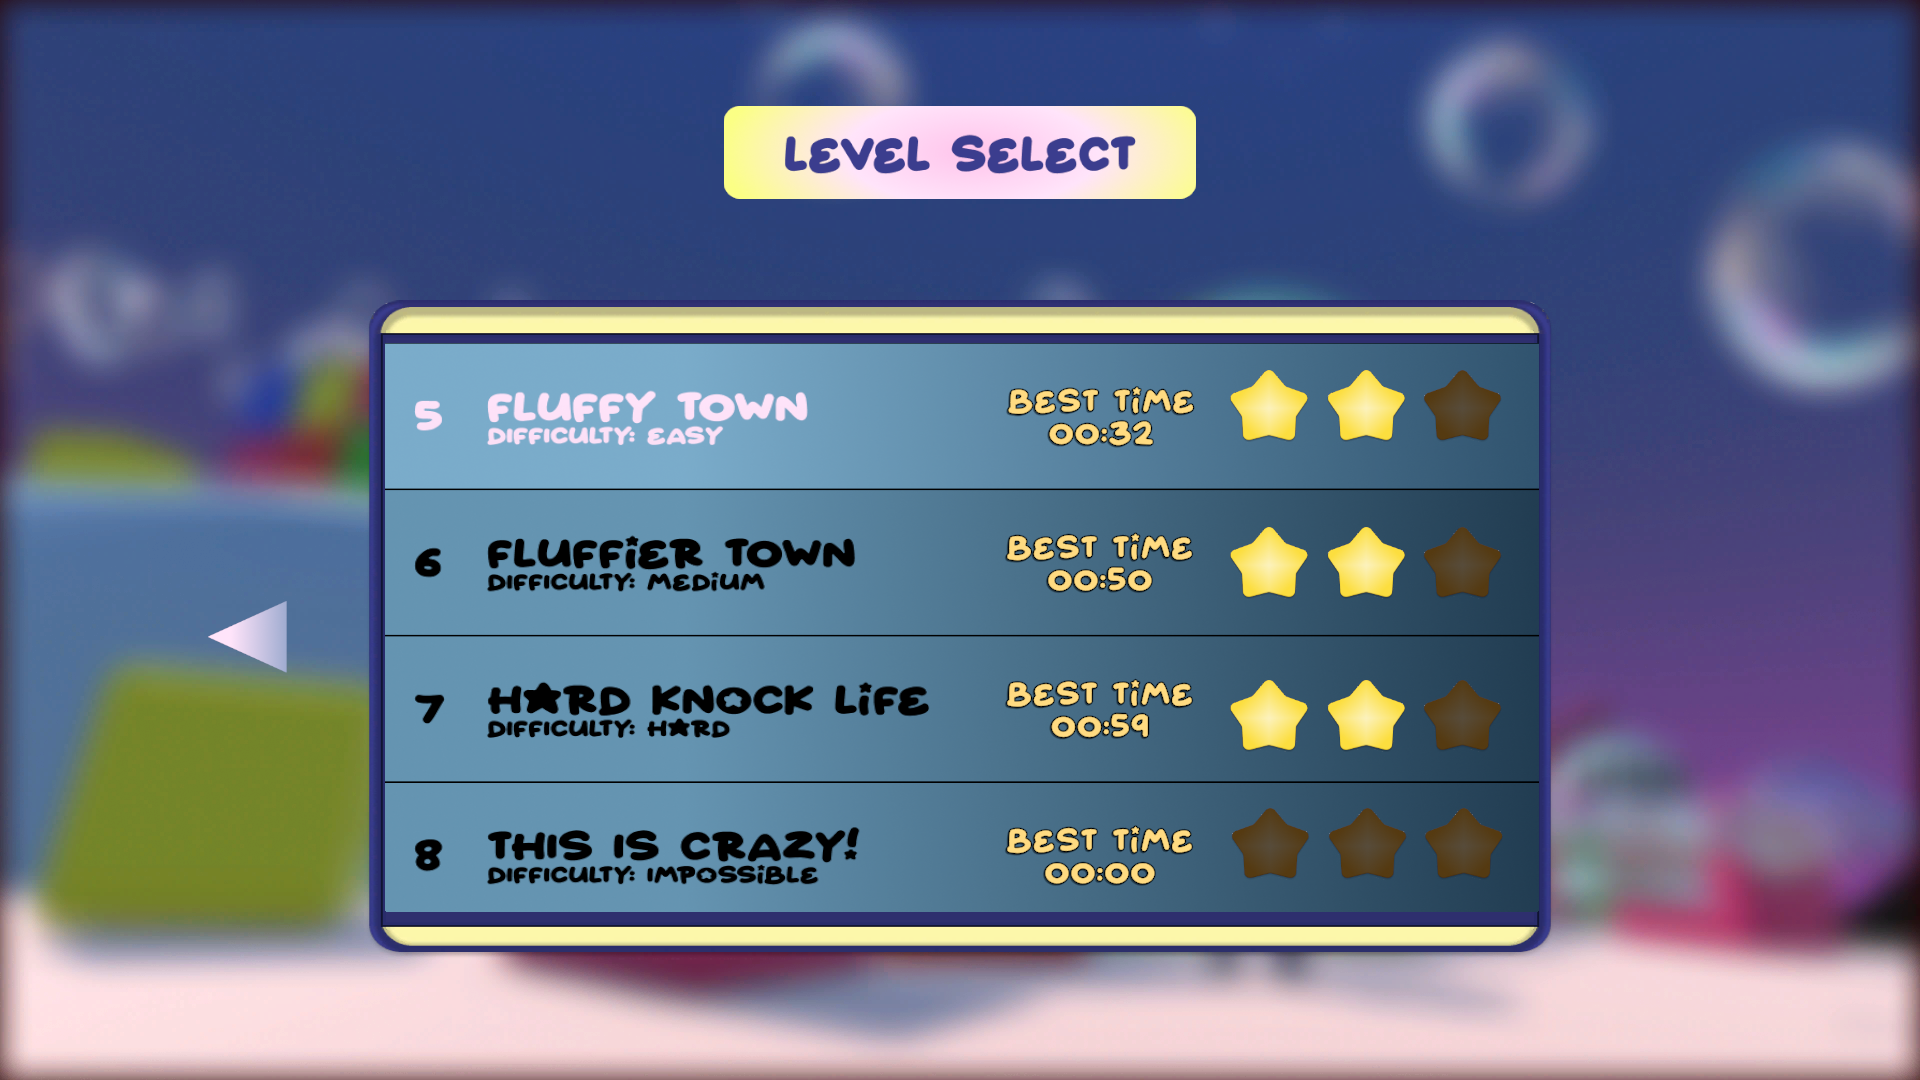 LEVEL SELECT
5
FLUFFY TOWN
DIFFICULTY: EASY
BEST TiME
00:32
6
FLUFFiER TOWN
DIFFICULTY: MEDiUM
BEST TiME
00:50
7
H★RD KNOCK LiFE
DIFFICULTY: H★RD
BEST TiME
00:59
8
THIS IS CRAZY!
DIFFICULTY: IMPOSSiBLE
BEST TiME
00:00